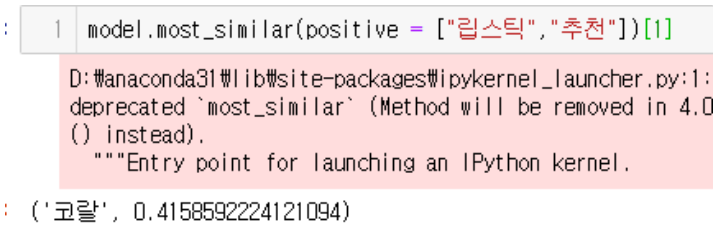 1 model.most_similar(positive = ["립스틱","추천"])[1]
D:₩anaconda31₩lib₩site-packages₩ipykernel_launcher.py:1:
deprecated `most_similar` (Method will be removed in 4.0
() instead).
"""Entry point for launching an IPython kernel.
('코랄', 0.4158592224121094)